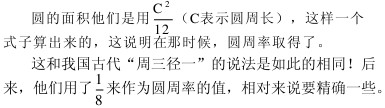 圆的面积他们是用C²/12（C表示圆周长），这样一个
式子算出来的，这说明在那时候，圆周率取得了。
这和我国古代“周三径一”的说法是如此的相同！后
来，他们用了1/8来作为圆周率的值，相对来说要精确一些。